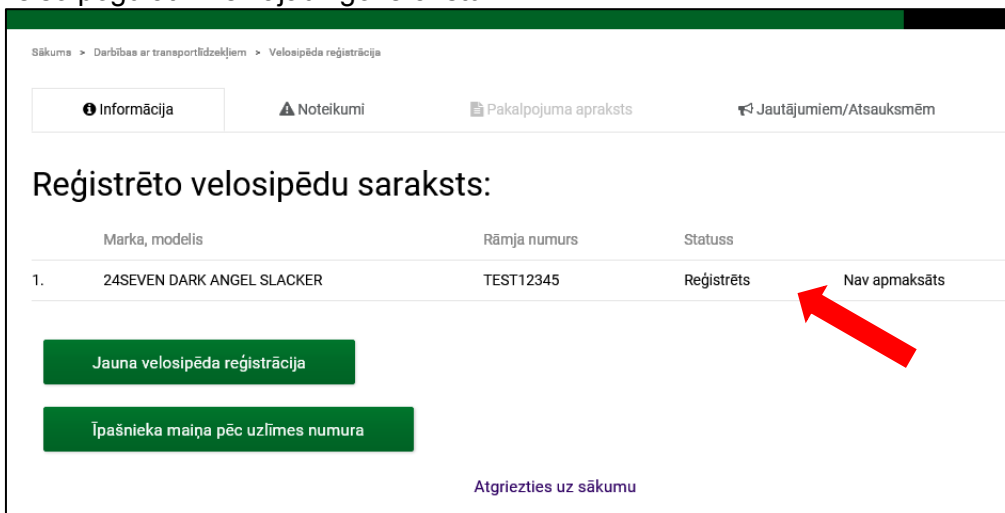 Sākums > Darbības ar transportlīdzekļiem > Velosipēda reģistrācija
Informācija Noteikumi Pakalpojuma apraksts Jautājumiem/Atsauksmēm
Reģistrēto velosipēdu saraksts:
Marka, modelis Rāmja numurs Statuss
1. 24SEVEN DARK ANGEL SLACKER TEST12345 Reģistrēts Nav apmaksāts
Jauna velosipēda reģistrācija
Īpašnieka maiņa pēc uzlīmes numura
Atgriezties uz sākumu